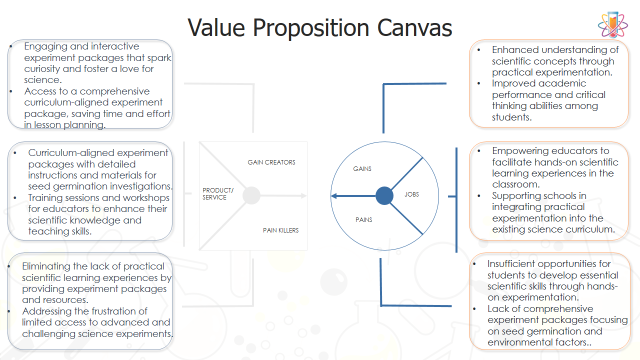 Value Proposition Canvas
• Engaging and interactive
experiment packages that spark
curiosity and foster a love for
science.
• Access to a comprehensive
curriculum-aligned experiment
package, saving time and effort
in lesson planning.
• Curriculum-aligned experiment
packages with detailed
instructions and materials for
seed germination investigations.
• Training sessions and workshops
for educators to enhance their
scientific knowledge and
teaching skills.
• Eliminating the lack of practical
scientific learning experiences by
providing experiment packages
and resources.
• Addressing the frustration of
limited access to advanced and
challenging science experiments.
GAIN CREATORS
PRODUCT/
SERVICE
PAIN KILLERS
GAINS
JOBS
PAINS
• Enhanced understanding of
scientific concepts through
practical experimentation.
• Improved academic
performance and critical
thinking abilities among
students.
• Empowering educators to
facilitate hands-on scientific
learning experiences in the
classroom.
• Supporting schools in
integrating practical
experimentation into the
existing science curriculum.
• Insufficient opportunities for
students to develop essential
scientific skills through hands-
on experimentation.
• Lack of comprehensive
experiment packages focusing
on seed germination and
environmental factors..